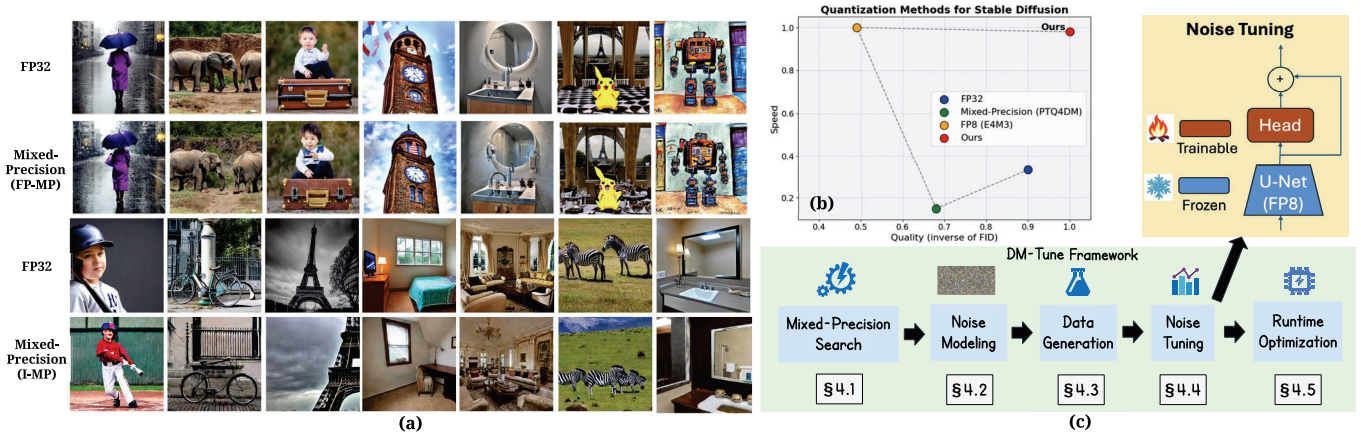 FP32
Mixed-
Precision
(FP-MP)
FP32
Mixed-
Precision
(I-MP)
(a)
Quantization Methods for Stable Diffusion
Speed
1.0
0.8
0.6
0.4
0.2
0.4
0.5
0.6
0.7
0.8
0.9
1.0
Quality (inverse of FID)
Ours
FP32
Mixed-Precision (PTQ4DM)
FP8 (E4M3)
Ours
(b)
Noise Tuning
+
Head
Trainable
U-Net
(FP8)
Frozen
DM-Tune Framework
Mixed-Precision
Search
Noise
Modeling
Data
Generation
Noise
Tuning
Runtime
Optimization
§4.1
§4.2
§4.3
§4.4
§4.5
(c)